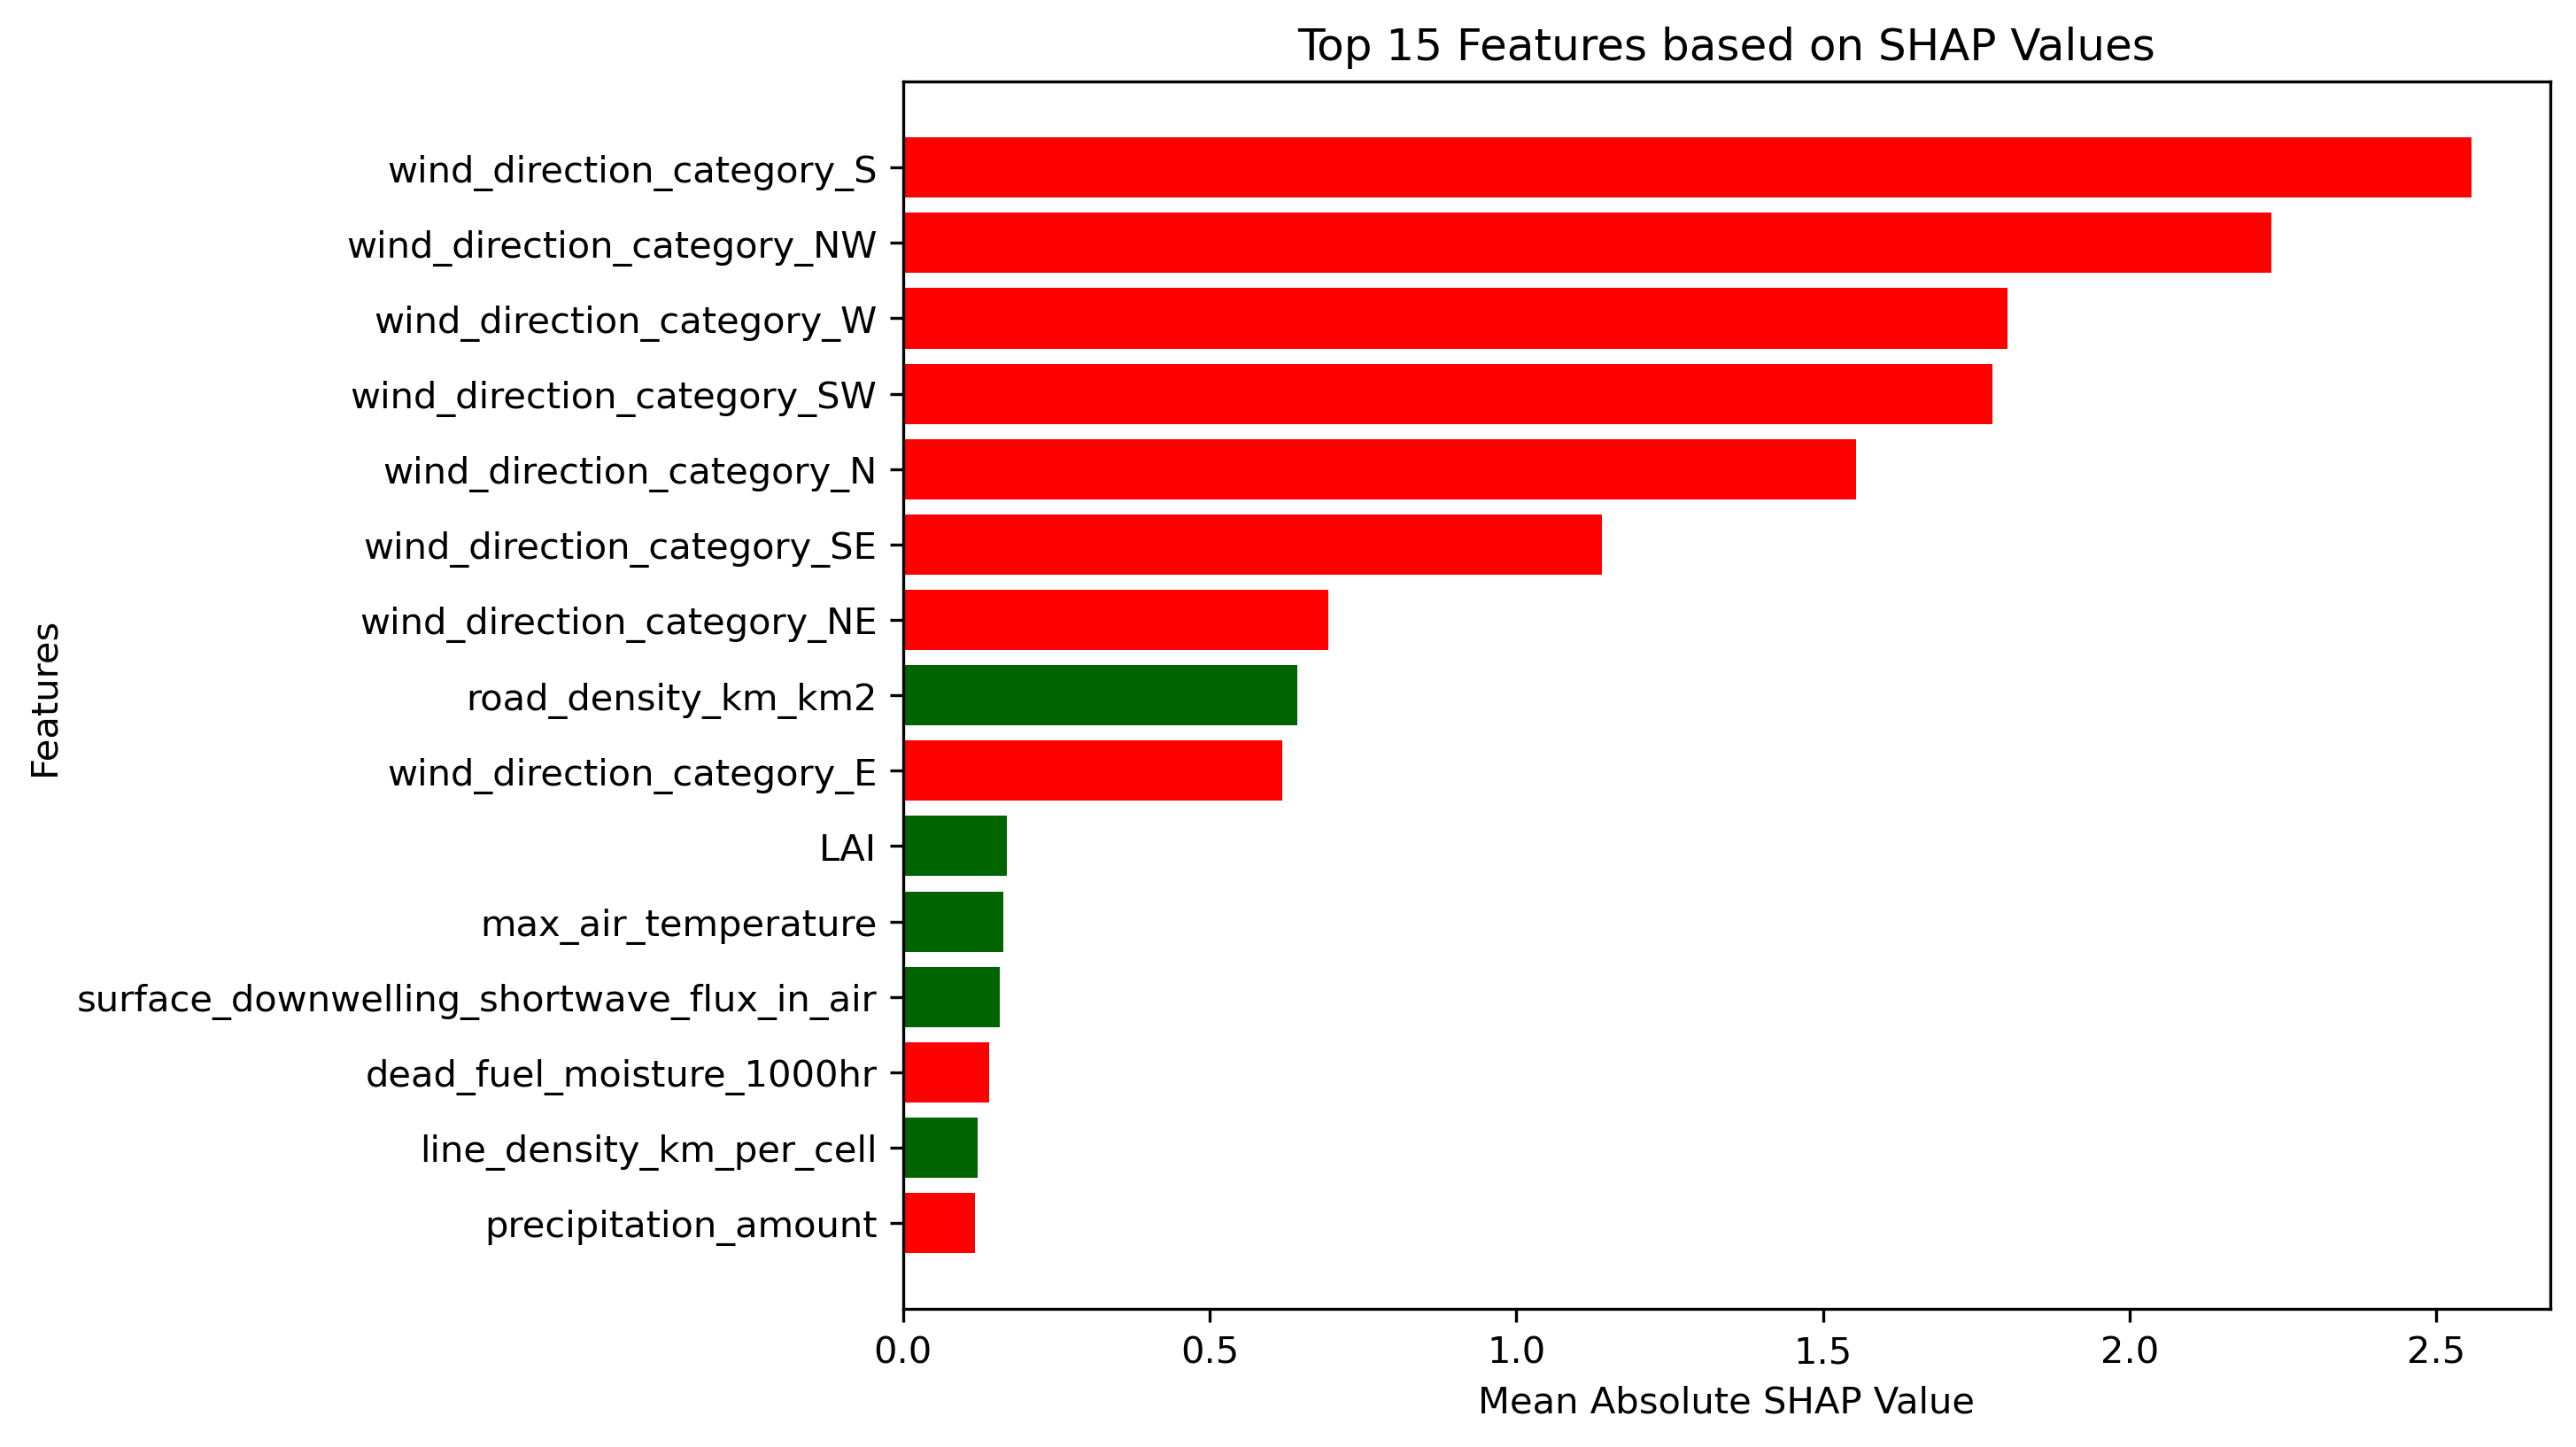 Top 15 Features based on SHAP Values
Features
wind_direction_category_S
wind_direction_category_NW
wind_direction_category_W
wind_direction_category_SW
wind_direction_category_N
wind_direction_category_SE
wind_direction_category_NE
road_density_km_km2
wind_direction_category_E
LAI
max_air_temperature
surface_downwelling_shortwave_flux_in_air
dead_fuel_moisture_1000hr
line_density_km_per_cell
precipitation_amount
0.0 0.5 1.0 1.5 2.0 2.5
Mean Absolute SHAP Value